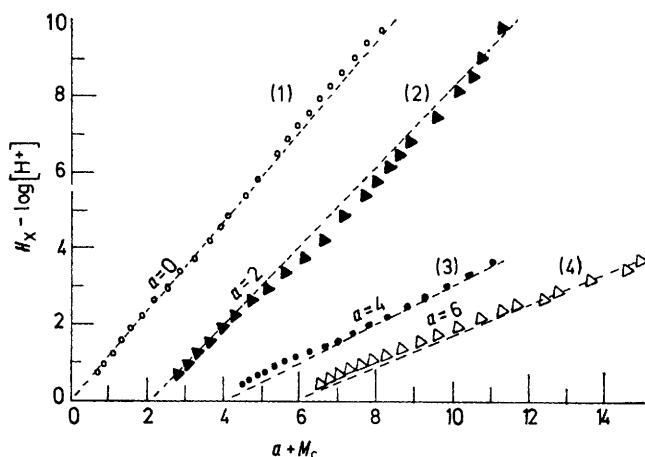 10
8
6
4
2
0
H_X − log[H⁺]
(1)
(2)
(3)
(4)
a=0
a=2
a=4
a=6
0 2 4 6 8 10 12 14
a + M_c